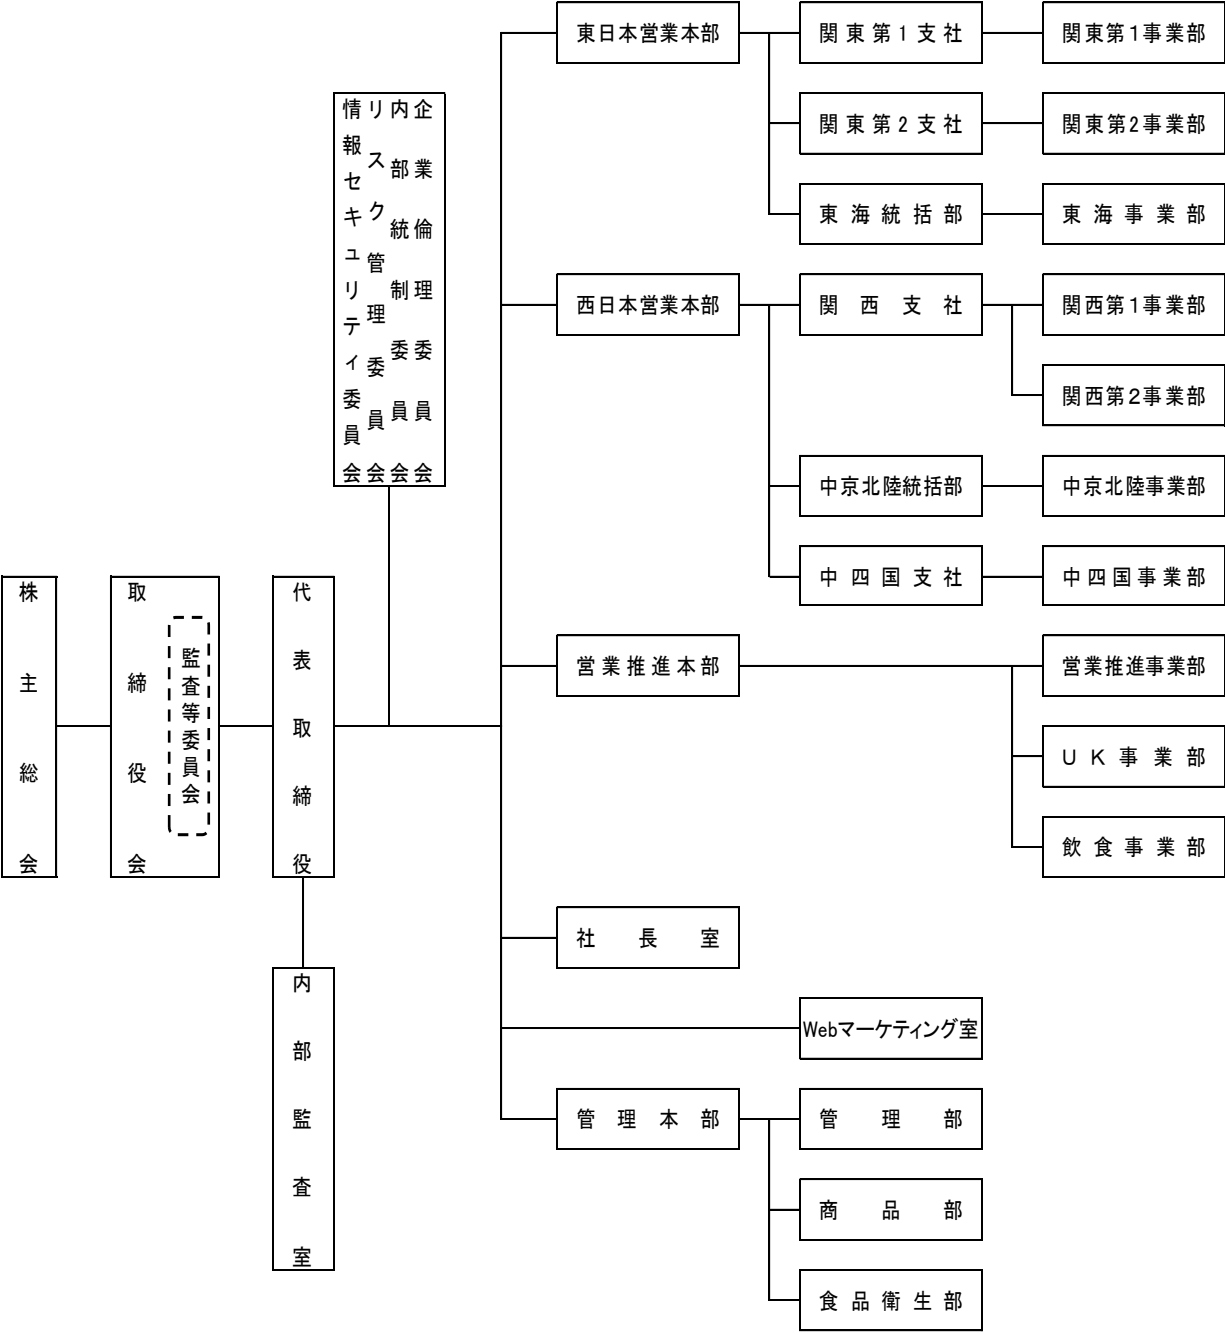 株主総会
取締役会
監査等委員会
代表取締役
内部監査室
企業倫理委員会
内部統制委員会
リスク管理委員会
情報セキュリティ委員会
東日本営業本部
関東第1支社
関東第1事業部
関東第2支社
関東第2事業部
東海統括部
東海事業部
西日本営業本部
関西支社
関西第1事業部
関西第2事業部
中京北陸統括部
中京北陸事業部
中四国支社
中四国事業部
営業推進本部
営業推進事業部
UK事業部
飲食事業部
社長室
Webマーケティング室
管理本部
管理部
商品部
食品衛生部